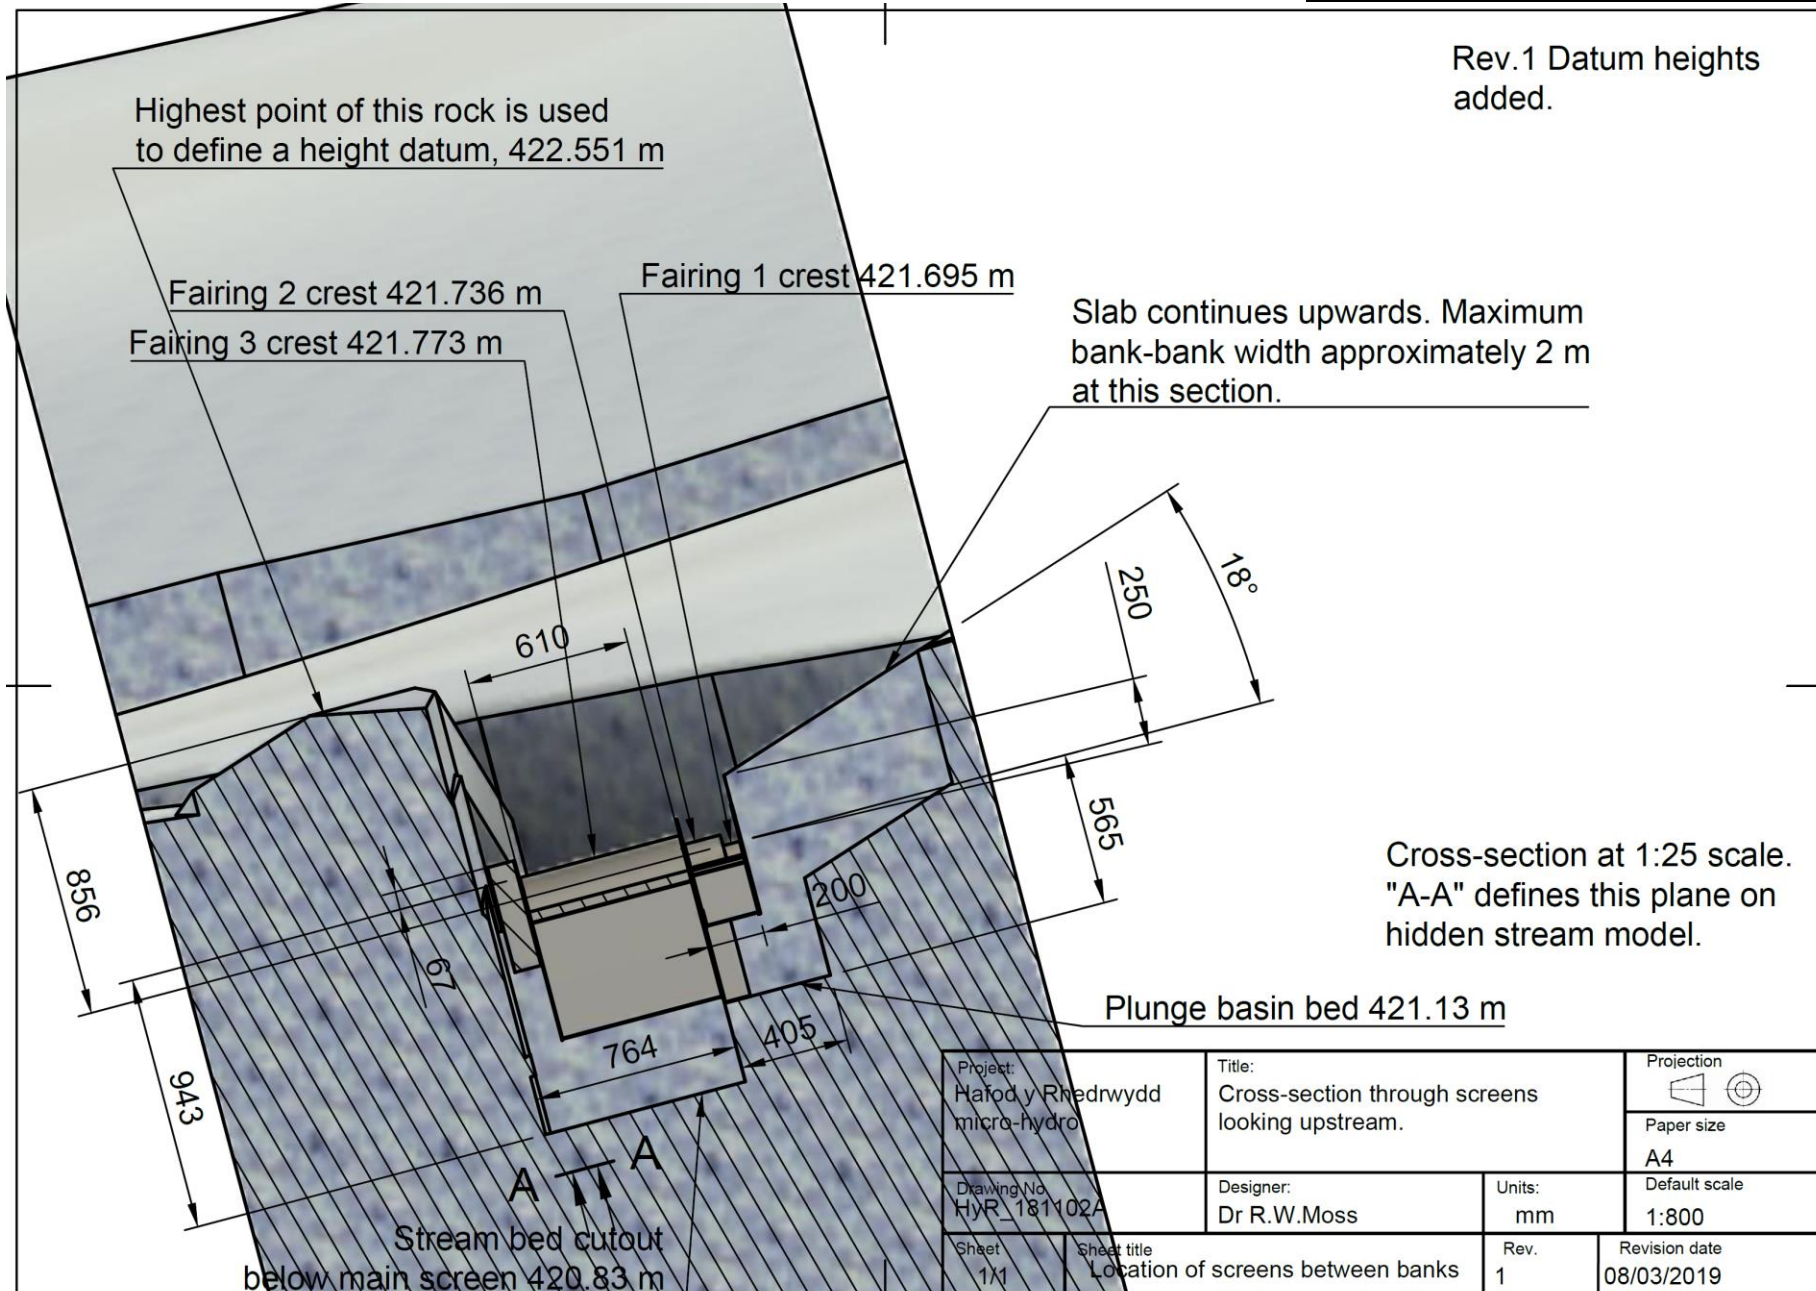 Rev.1 Datum heights
added.
Highest point of this rock is used
to define a height datum, 422.551 m
Fairing 2 crest 421.736 m
Fairing 1 crest 421.695 m
Fairing 3 crest 421.773 m
Slab continues upwards. Maximum
bank-bank width approximately 2 m
at this section.
18°
250
610
565
856
200
67
943
764
405
Cross-section at 1:25 scale.
"A-A" defines this plane on
hidden stream model.
Plunge basin bed 421.13 m
A
A
Stream bed cutout
below main screen 420.83 m
Project:
Hafod y Rhedrwydd
micro-hydro
Title:
Cross-section through screens
looking upstream.
Projection
Paper size
A4
Drawing No.
HyR_181102A
Designer:
Dr R.W.Moss
Units:
mm
Default scale
1:800
Sheet
1/1
Sheet title
Location of screens between banks
Rev.
1
Revision date
08/03/2019